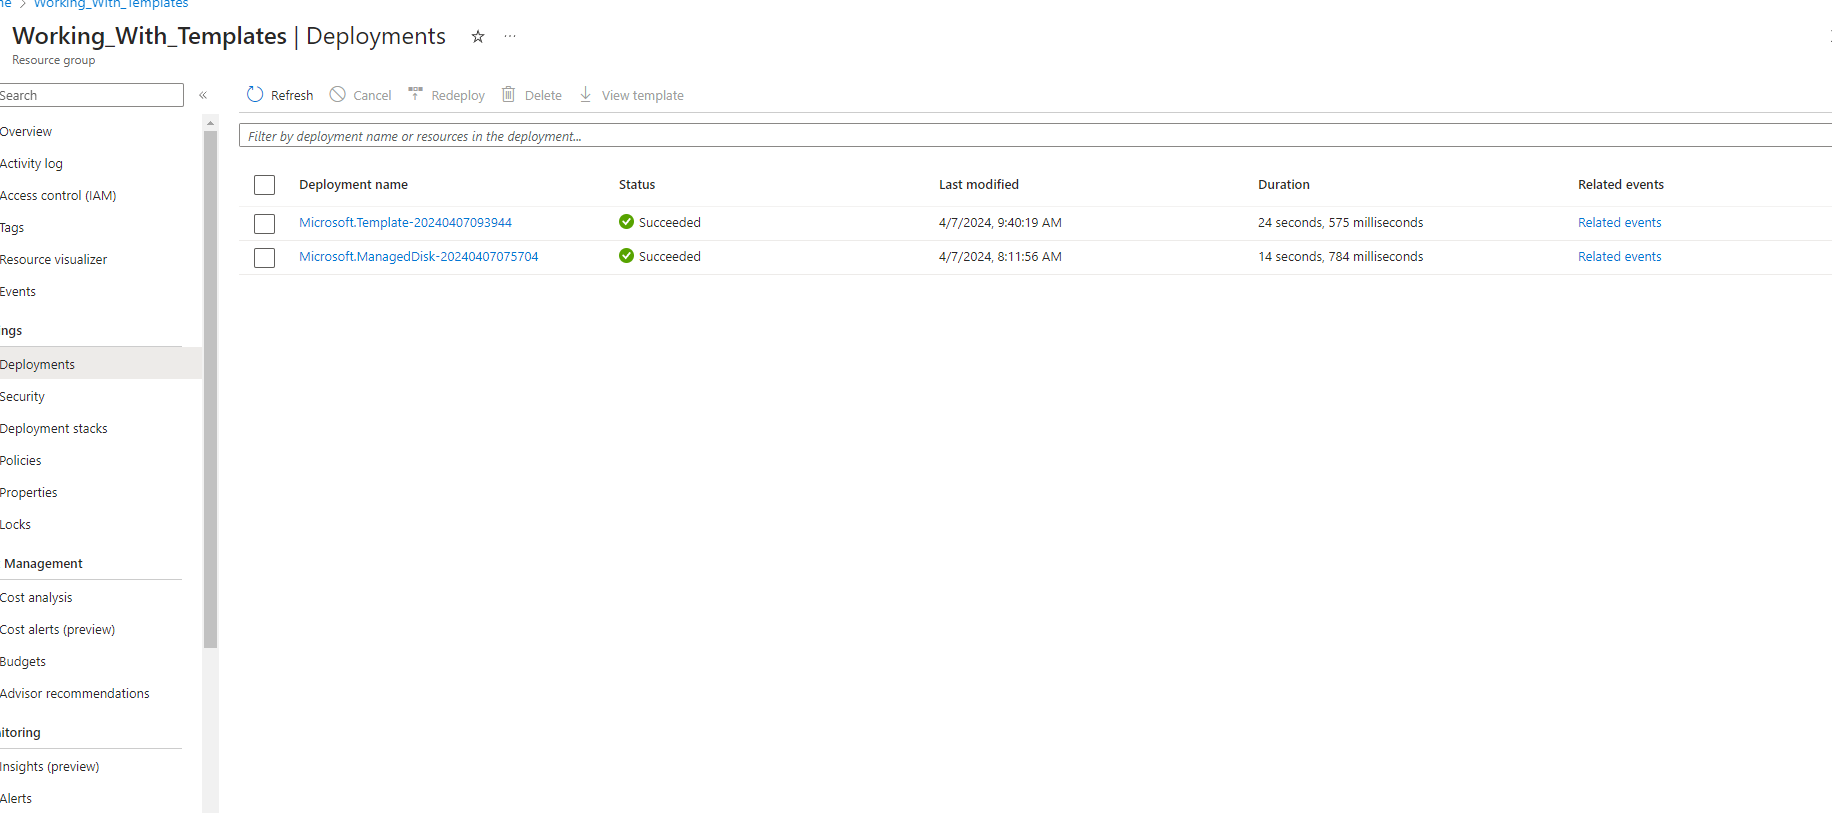 Working_With_Templates
Working_With_Templates | Deployments
Resource group
Search
Refresh
Cancel
Redeploy
Delete
View template
Filter by deployment name or resources in the deployment...
Overview
Activity log
Access control (IAM)
Tags
Resource visualizer
Events
ngs
Deployments
Security
Deployment stacks
Policies
Properties
Locks
Management
Cost analysis
Cost alerts (preview)
Budgets
Advisor recommendations
itoring
Insights (preview)
Alerts
Deployment name Status Last modified Duration Related events
Microsoft.Template-20240407093944 Succeeded 4/7/2024, 9:40:19 AM 24 seconds, 575 milliseconds Related events
Microsoft.ManagedDisk-20240407075704 Succeeded 4/7/2024, 8:11:56 AM 14 seconds, 784 milliseconds Related events